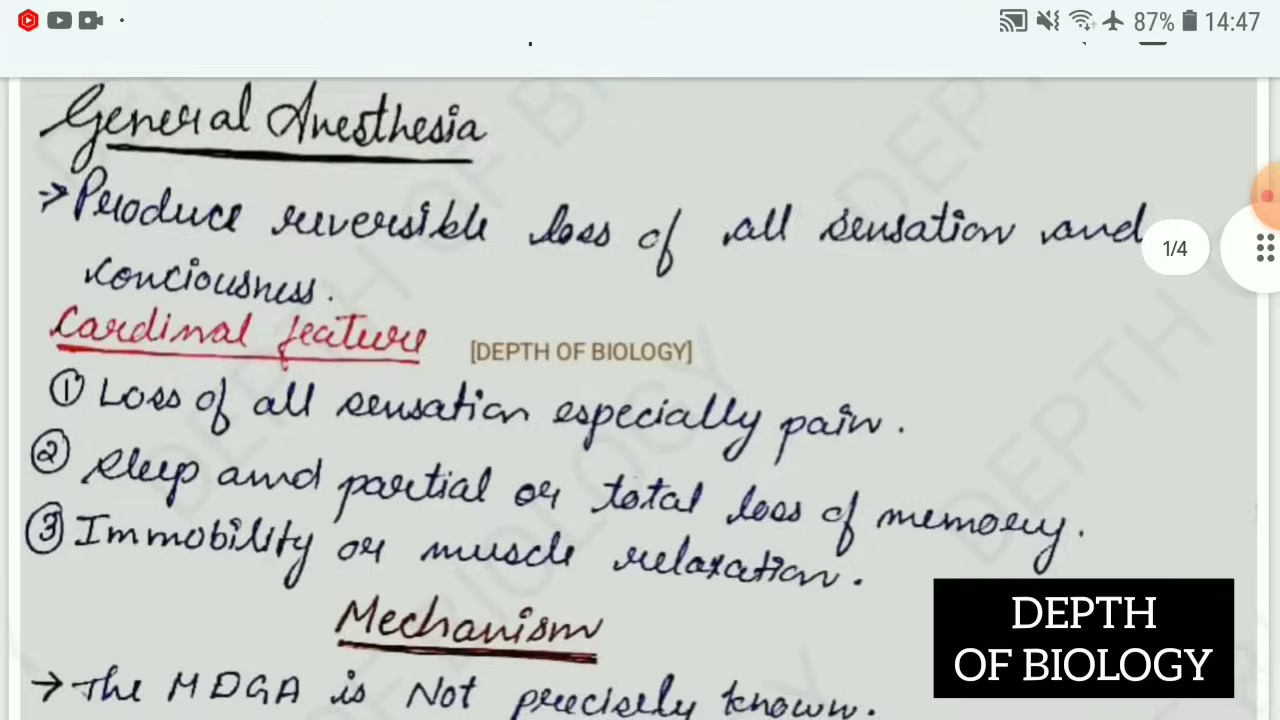 87% 14:47
General Anesthesia
→ Produce reversible loss of all sensation and
conciousness.
1/4
Cardinal feature
[DEPTH OF BIOLOGY]
① Loss of all sensation especially pain.
② Sleep and partial or total loss of memory.
③ Immobility or muscle relaxation.
Mechanism
→ The MDGA is Not precisely known.
DEPTH
OF BIOLOGY